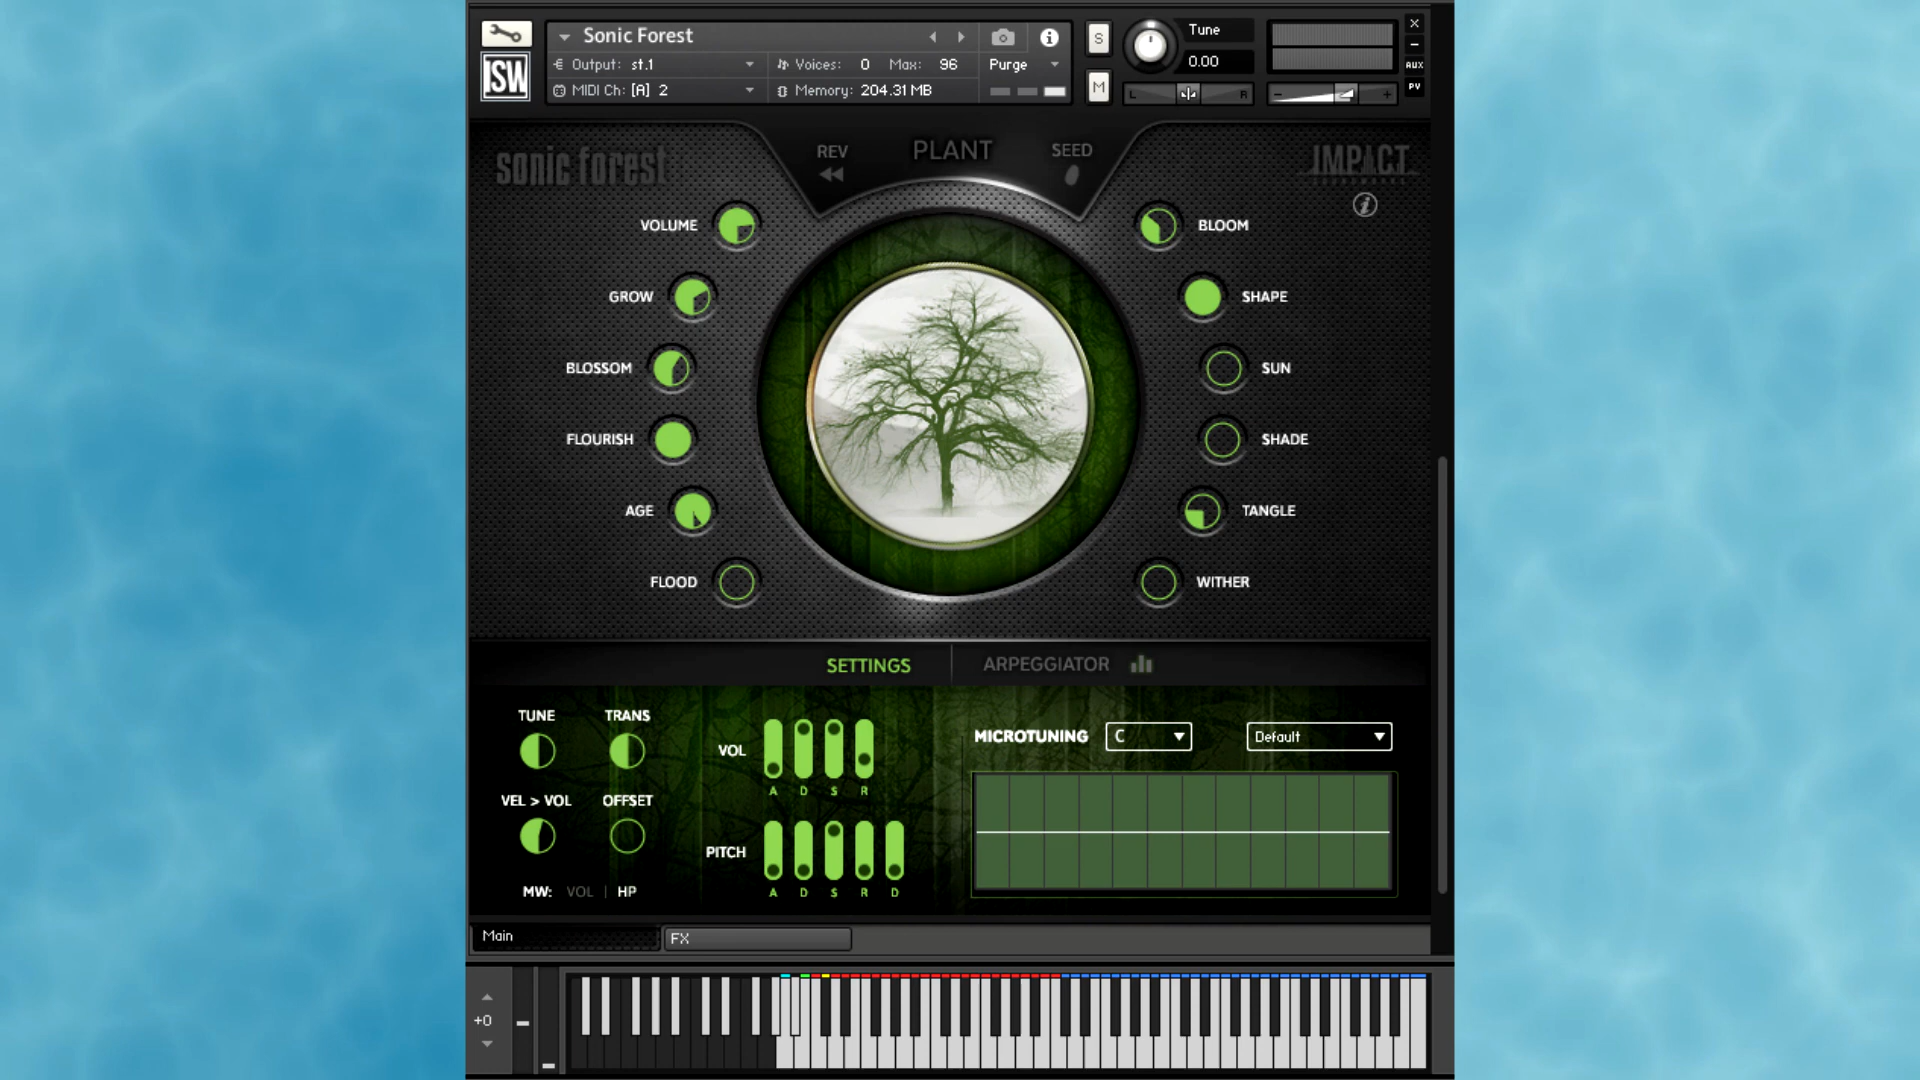 Sonic Forest
S
Tune
0.00
Output: st.1
Voices: 0 Max: 96
Purge
MIDI Ch: [A] 2
Memory: 204.31 MB
M
L
R
-
+
×
-
AUX
PV
ISW
sonic forest
REV
PLANT
SEED
IMPACT
SOUNDWORKS
VOLUME
BLOOM
GROW
SHAPE
BLOSSOM
SUN
FLOURISH
SHADE
AGE
TANGLE
FLOOD
WITHER
SETTINGS
ARPEGGIATOR
TUNE
TRANS
VOL
A D S R
MICROTUNING
C
Default
VEL > VOL
OFFSET
PITCH
A D S R D
MW: VOL | HP
Main
FX
+0